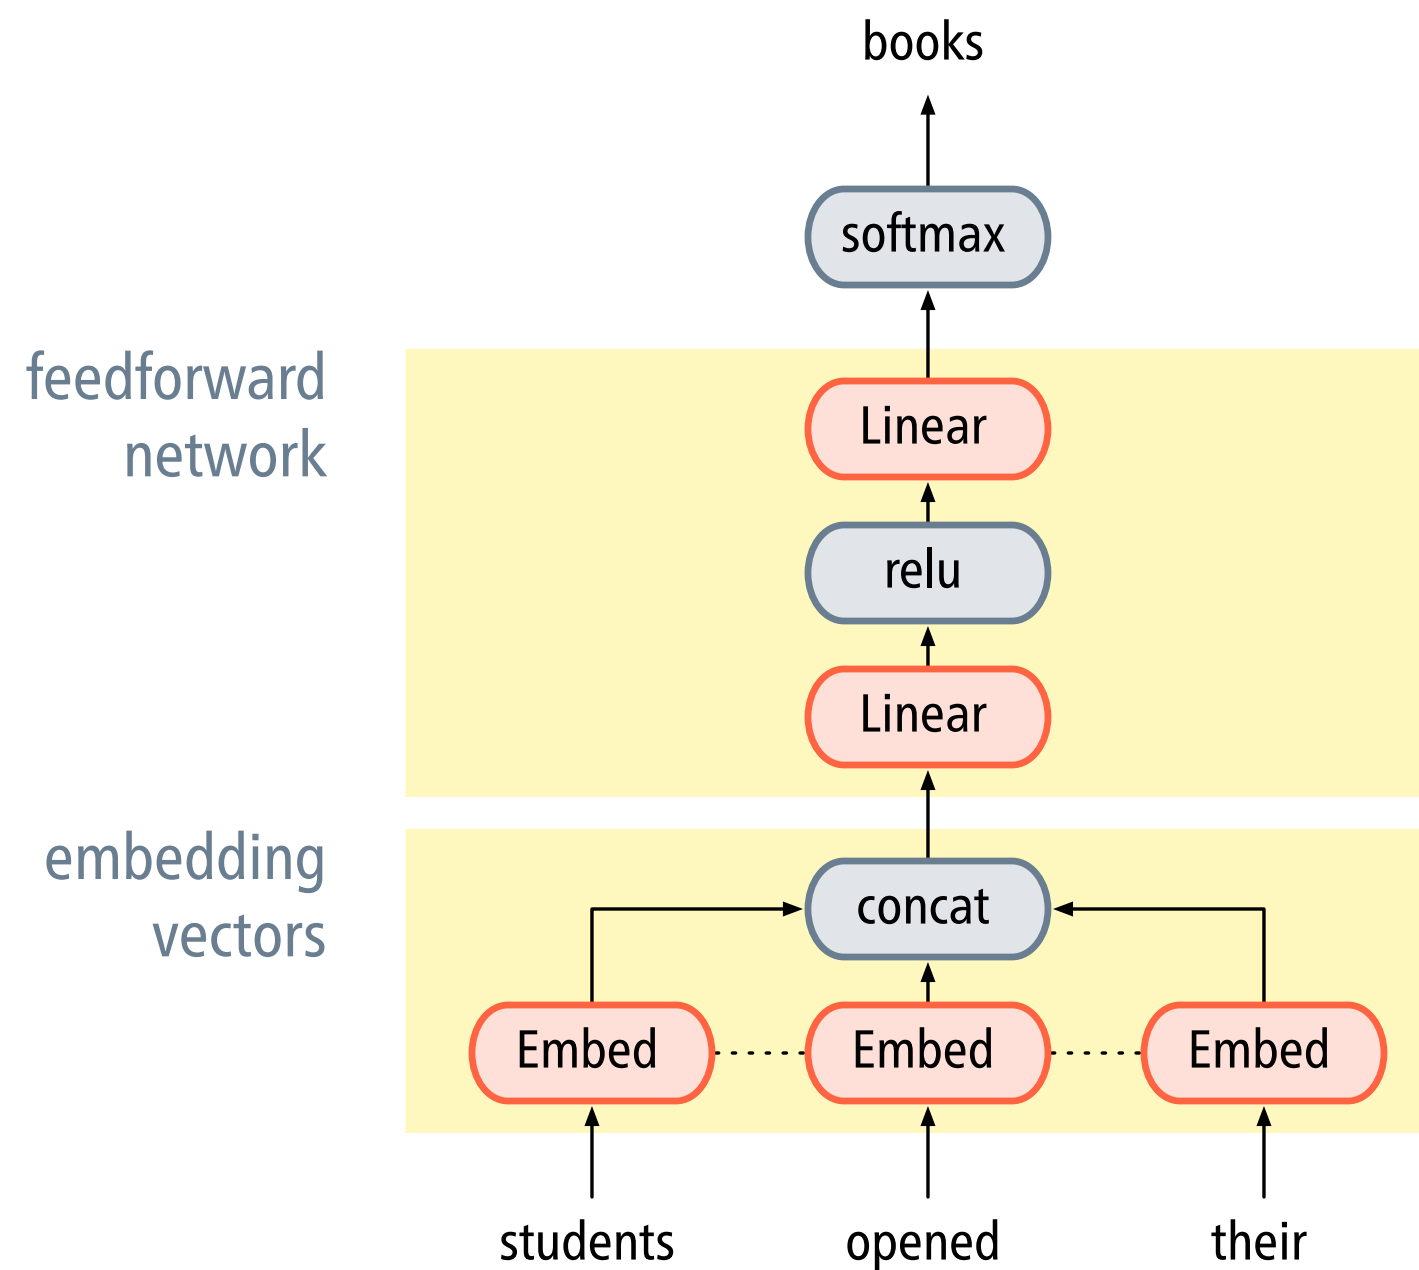 books
softmax
feedforward
network
Linear
relu
Linear
embedding
vectors
concat
Embed Embed Embed
students opened their